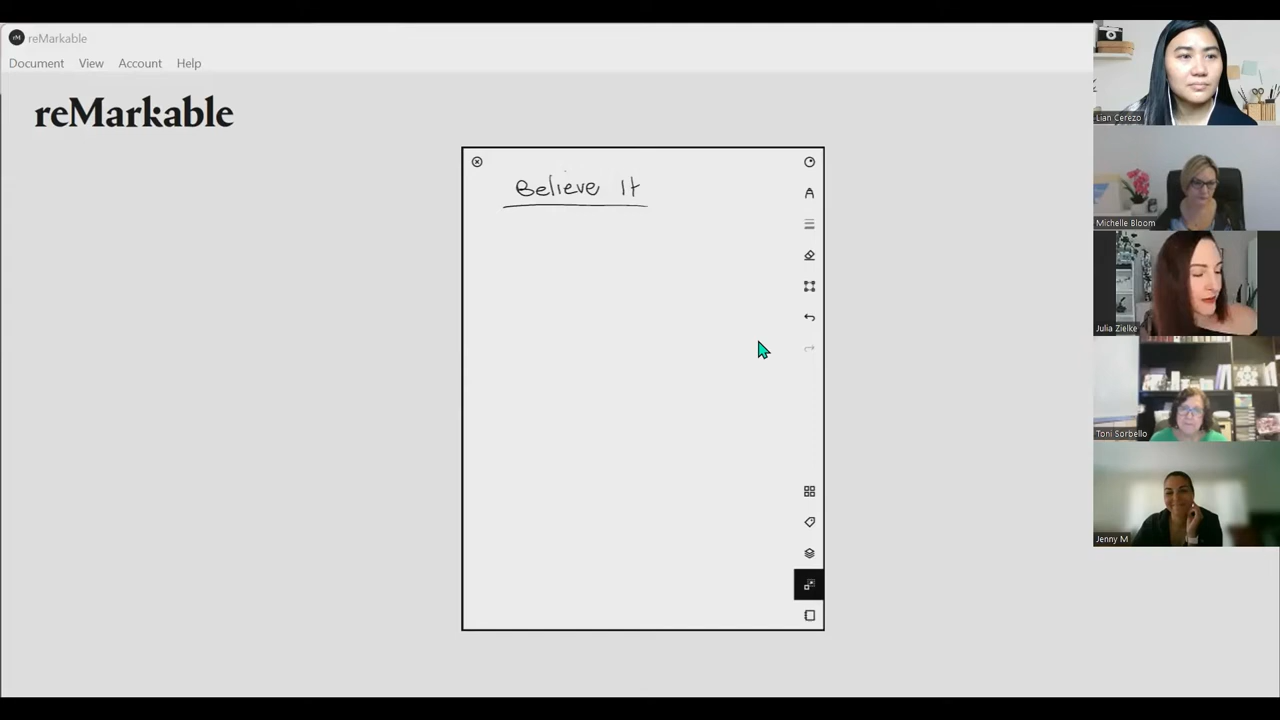 reMarkable
Document View Account Help
reMarkable
Believe It
Lian Cerezo
Michelle Bloom
Julia Zielke
Toni Sorbello
Jenny M